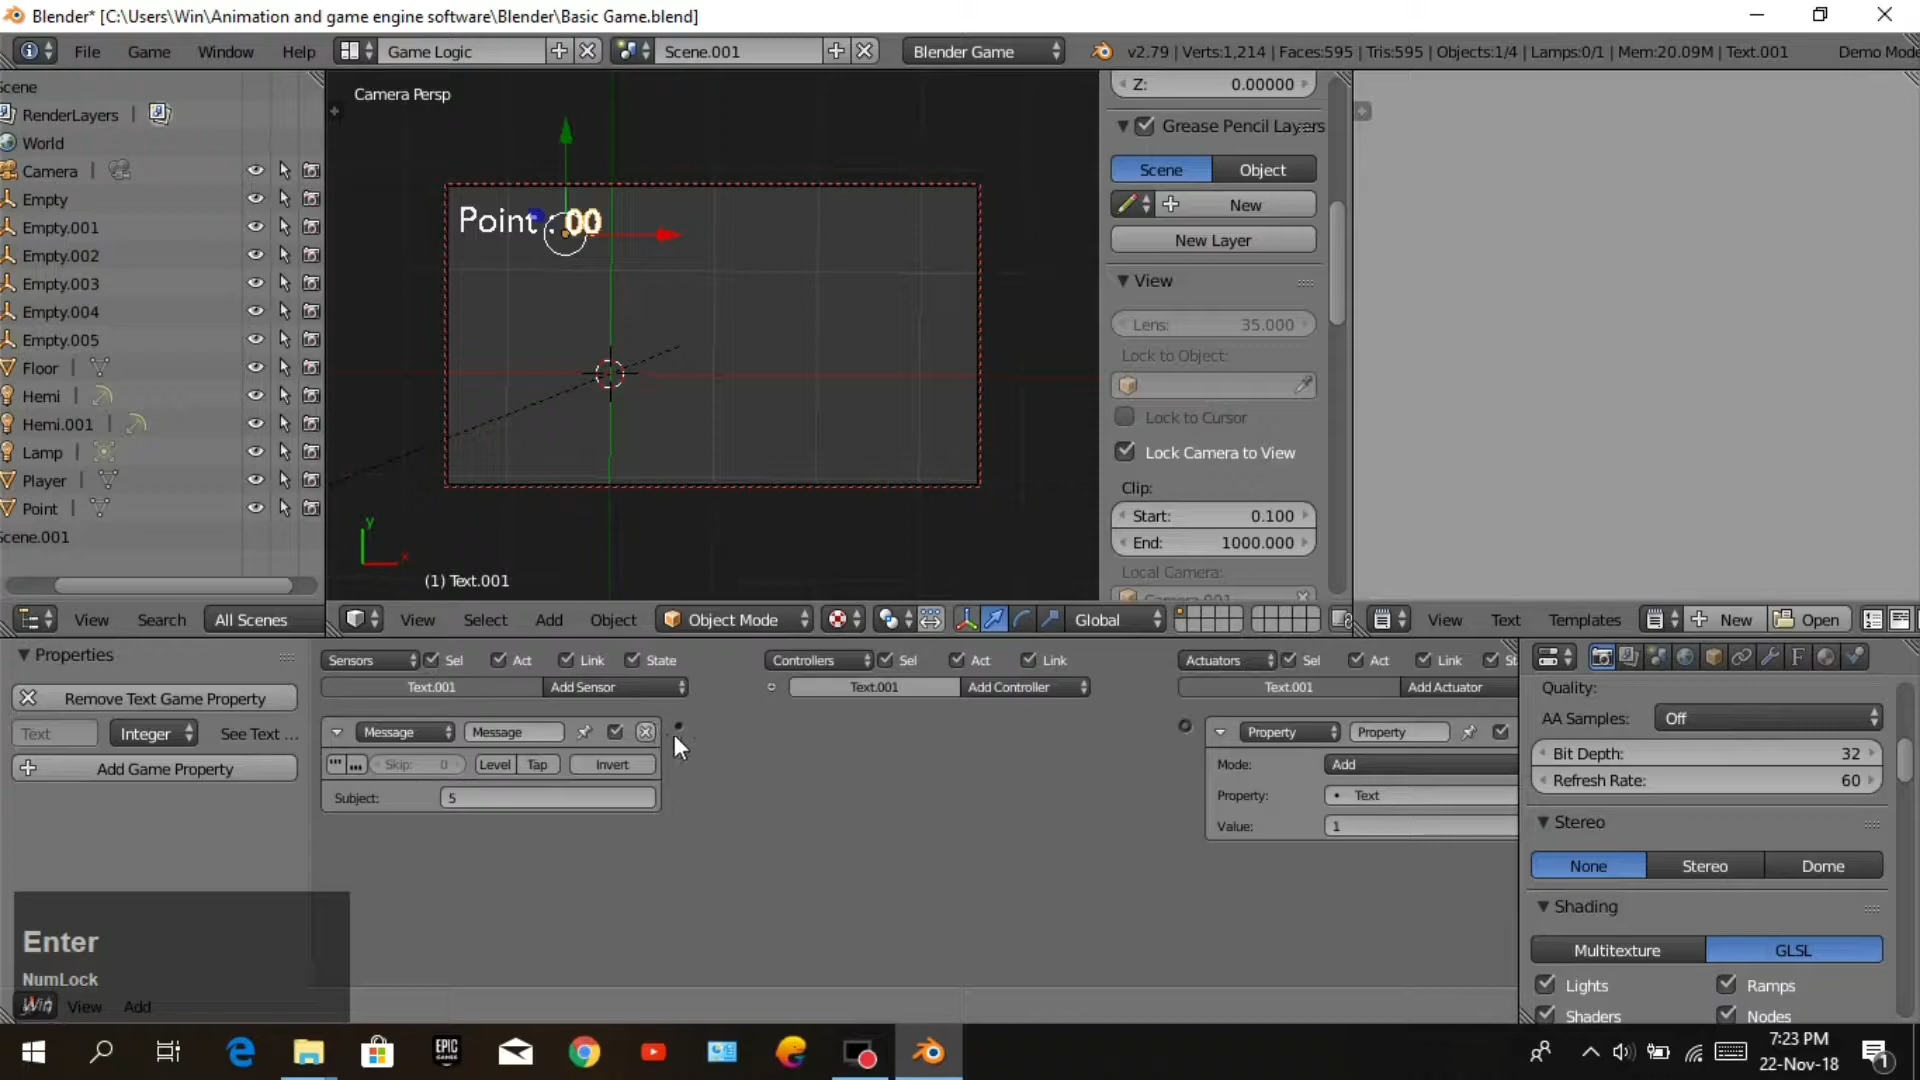 Blender* [C:\Users\Win\Animation and game engine software\Blender\Basic Game.blend]
File Game Window Help Game Logic Scene.001 Blender Game v2.79 | Verts:1,214 | Faces:595 | Tris:595 | Objects:1/4 | Lamps:0/1 | Mem:20.09M | Text.001 Demo Mode
Scene
RenderLayers |
World
Camera |
Empty
Empty.001
Empty.002
Empty.003
Empty.004
Empty.005
Floor |
Hemi |
Hemi.001 |
Lamp |
Player |
Point |
Scene.001
View Search All Scenes
Camera Persp
Point : 00
y
x
(1) Text.001
View Select Add Object Object Mode Global
Z: 0.00000
Grease Pencil Layers
Scene Object
New
New Layer
View
Lens: 35.000
Lock to Object:
Lock to Cursor
Lock Camera to View
Clip:
Start: 0.100
End: 1000.000
Local Camera:
Camera.001
View Text Templates New Open
Properties
Remove Text Game Property
Text Integer See Text ...
Add Game Property
Sensors Sel Act Link State
Text.001 Add Sensor
Message Message
Skip: 0 Level Tap Invert
Subject: 5
Controllers Sel Act Link
Text.001 Add Controller
Actuators Sel Act Link St
Text.001 Add Actuator
Property Property
Mode: Add
Property: Text
Value: 1
Quality:
AA Samples: Off
Bit Depth: 32
Refresh Rate: 60
Stereo
None Stereo Dome
Shading
Multitexture GLSL
Lights Ramps
Shaders Nodes
Enter
NumLock
Win View Add
EPIC GAMES
7:23 PM
22-Nov-18
1